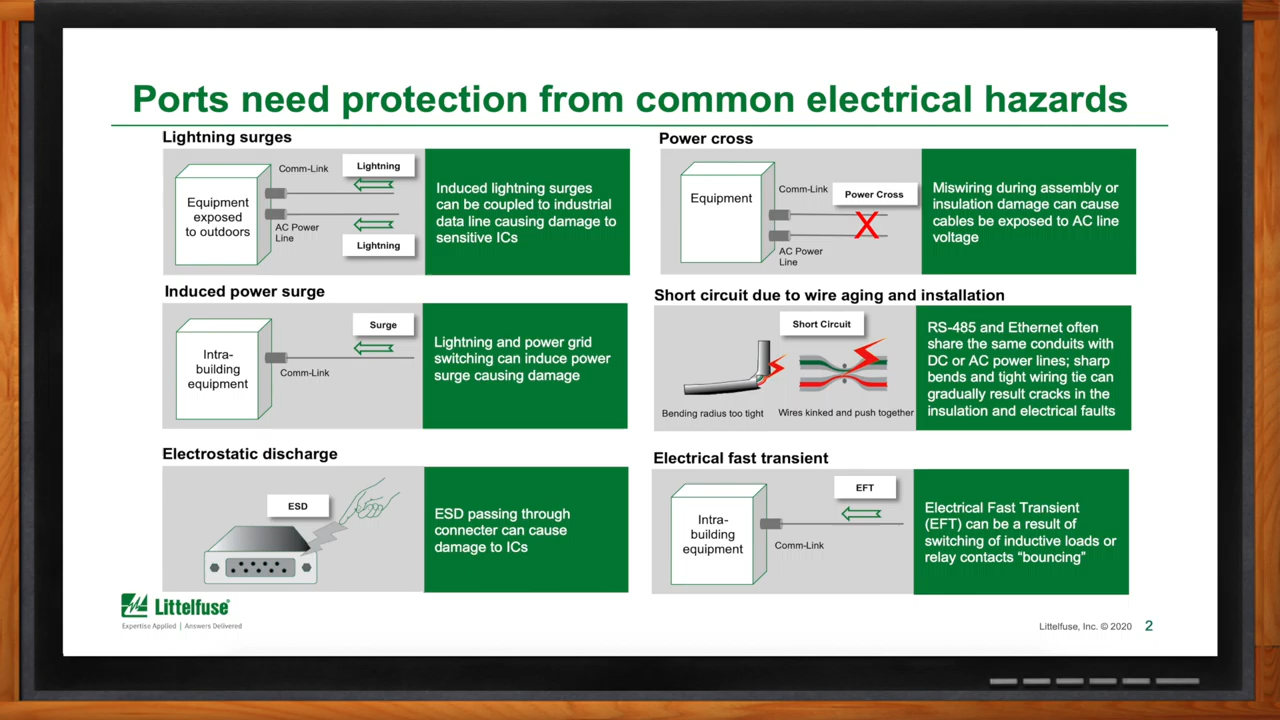 Ports need protection from common electrical hazards
Lightning surges
Comm-Link
Lightning
Equipment
exposed
to outdoors
AC Power
Line
Lightning
Induced lightning surges
can be coupled to industrial
data line causing damage to
sensitive ICs
Power cross
Equipment
Comm-Link
Power Cross
X
AC Power
Line
Miswiring during assembly or
insulation damage can cause
cables be exposed to AC line
voltage
Induced power surge
Surge
Intra-
building
equipment
Comm-Link
Lightning and power grid
switching can induce power
surge causing damage
Short circuit due to wire aging and installation
Short Circuit
Bending radius too tight
Wires kinked and push together
RS-485 and Ethernet often
share the same conduits with
DC or AC power lines; sharp
bends and tight wiring tie can
gradually result cracks in the
insulation and electrical faults
Electrostatic discharge
ESD
ESD passing through
connecter can cause
damage to ICs
Electrical fast transient
EFT
Intra-
building
equipment
Comm-Link
Electrical Fast Transient
(EFT) can be a result of
switching of inductive loads or
relay contacts “bouncing”
Littelfuse®
Expertise Applied | Answers Delivered
Littelfuse, Inc. © 2020 2